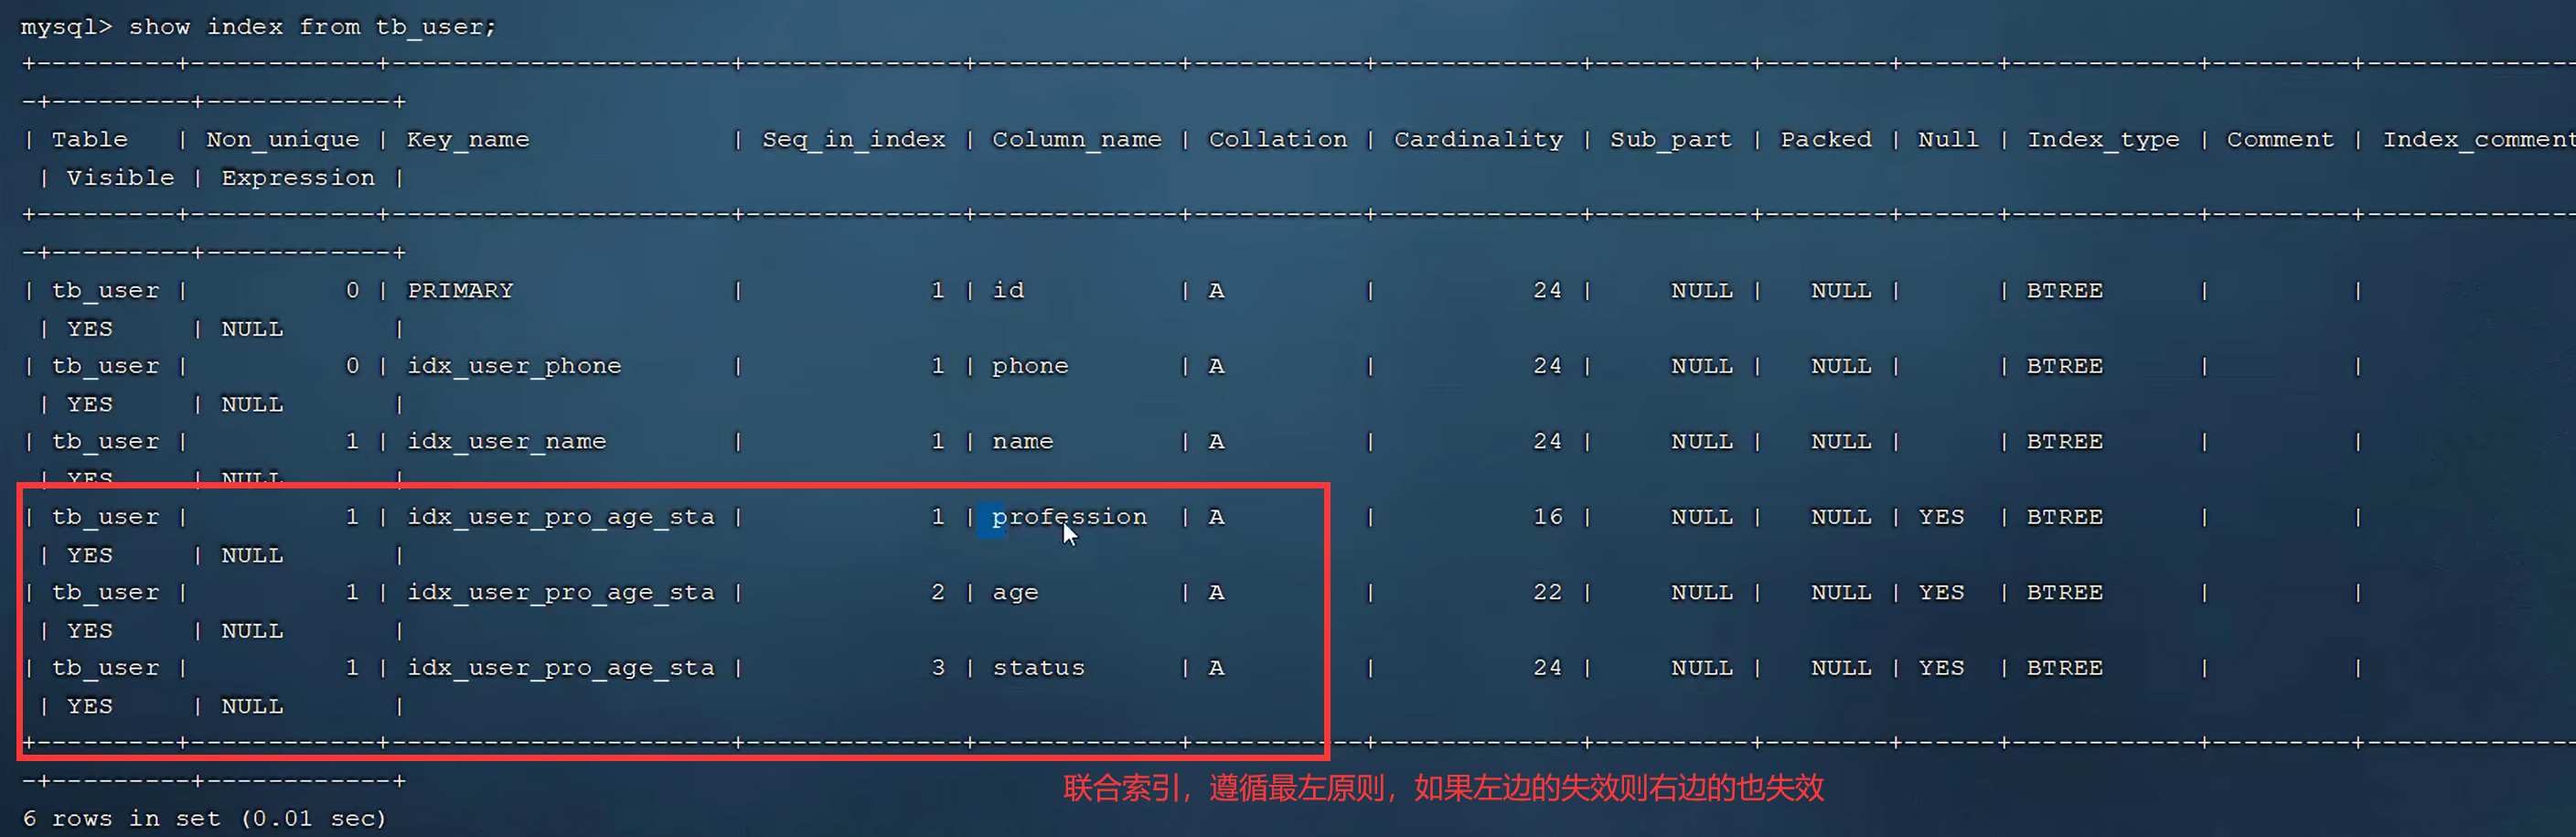 mysql> show index from tb_user;
+---------+------------+---------------------+--------------+-------------+-----------+-------------+----------+--------+------+------------+---------+--------------
-+---------+------------+
| Table | Non_unique | Key_name | Seq_in_index | Column_name | Collation | Cardinality | Sub_part | Packed | Null | Index_type | Comment | Index_comment
| Visible | Expression |
+---------+------------+---------------------+--------------+-------------+-----------+-------------+----------+--------+------+------------+---------+--------------
-+---------+------------+
| tb_user | 0 | PRIMARY | 1 | id | A | 24 | NULL | NULL | | BTREE | |
| YES | NULL |
| tb_user | 0 | idx_user_phone | 1 | phone | A | 24 | NULL | NULL | | BTREE | |
| YES | NULL |
| tb_user | 1 | idx_user_name | 1 | name | A | 24 | NULL | NULL | | BTREE | |
| YES | NULL |
| tb_user | 1 | idx_user_pro_age_sta | 1 | profession | A | 16 | NULL | NULL | YES | BTREE | |
| YES | NULL |
| tb_user | 1 | idx_user_pro_age_sta | 2 | age | A | 22 | NULL | NULL | YES | BTREE | |
| YES | NULL |
| tb_user | 1 | idx_user_pro_age_sta | 3 | status | A | 24 | NULL | NULL | YES | BTREE | |
| YES | NULL |
+---------+------------+---------------------+--------------+-------------+-----------+-------------+----------+--------+------+------------+---------+--------------
-+---------+------------+
联合索引，遵循最左原则，如果左边的失效则右边的也失效
6 rows in set (0.01 sec)